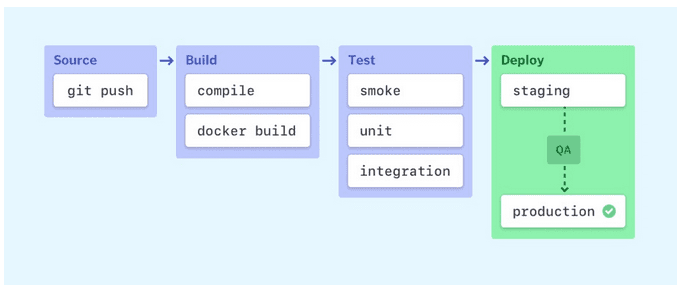 Source
git push
Build
compile
docker build
Test
smoke
unit
integration
Deploy
staging
QA
production